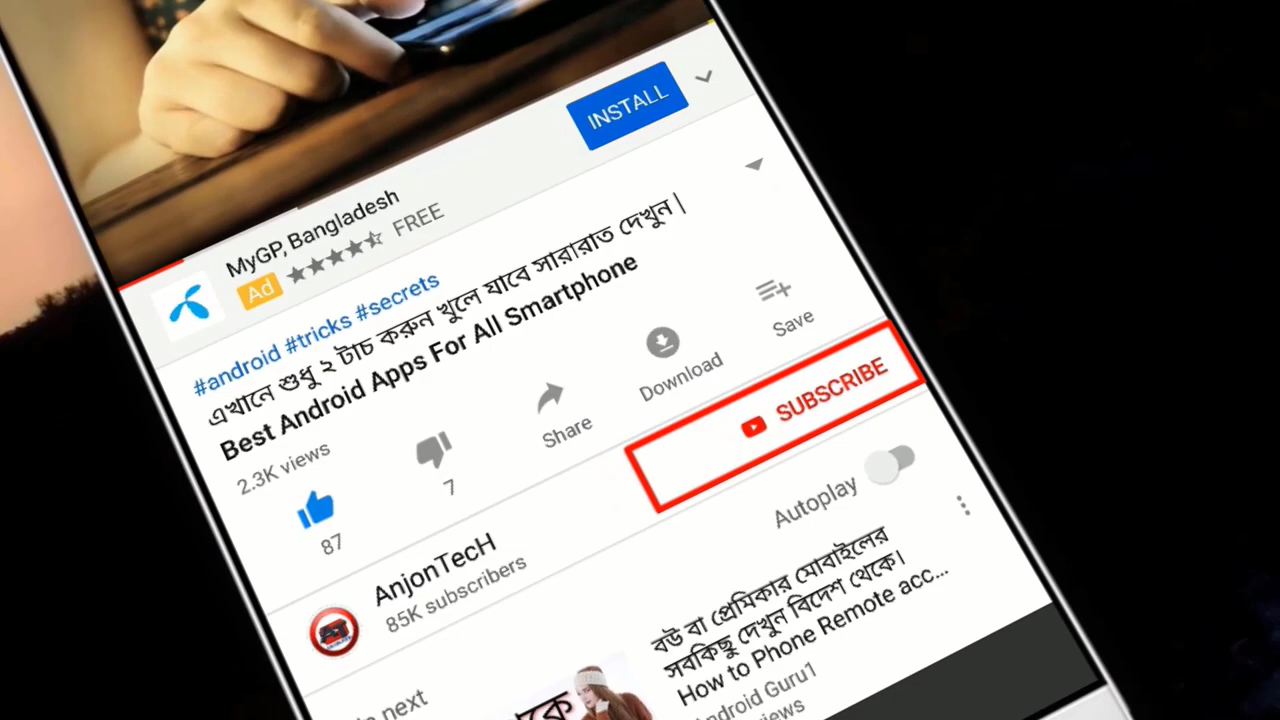 INSTALL
MyGP, Bangladesh
Ad FREE
#android #tricks #secrets
এখানে শুধু ২ টাচ করুন খুলে যাবে সারারাত দেখুন |
Best Android Apps For All Smartphone
2.3K views
87
7
Share
Download
Save
SUBSCRIBE
AnjonTecH
85K subscribers
Autoplay
next
বউ বা প্রেমিকার মোবাইলের
সবকিছু দেখুন বিদেশ থেকে।
How to Phone Remote acc...
ndroid Guru1
iews